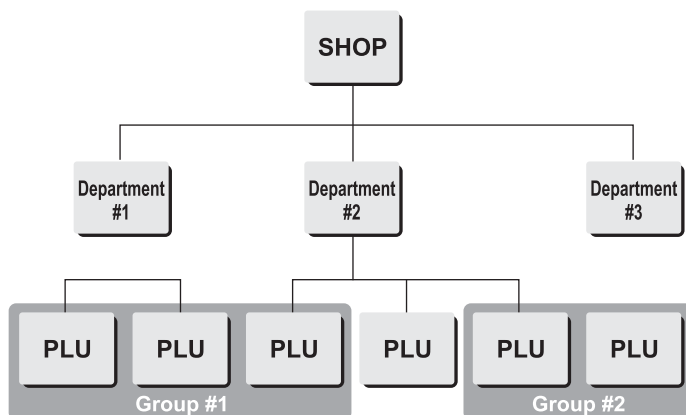 SHOP
Department
#1
Department
#2
Department
#3
PLU
PLU
PLU
PLU
PLU
PLU
Group #1
Group #2